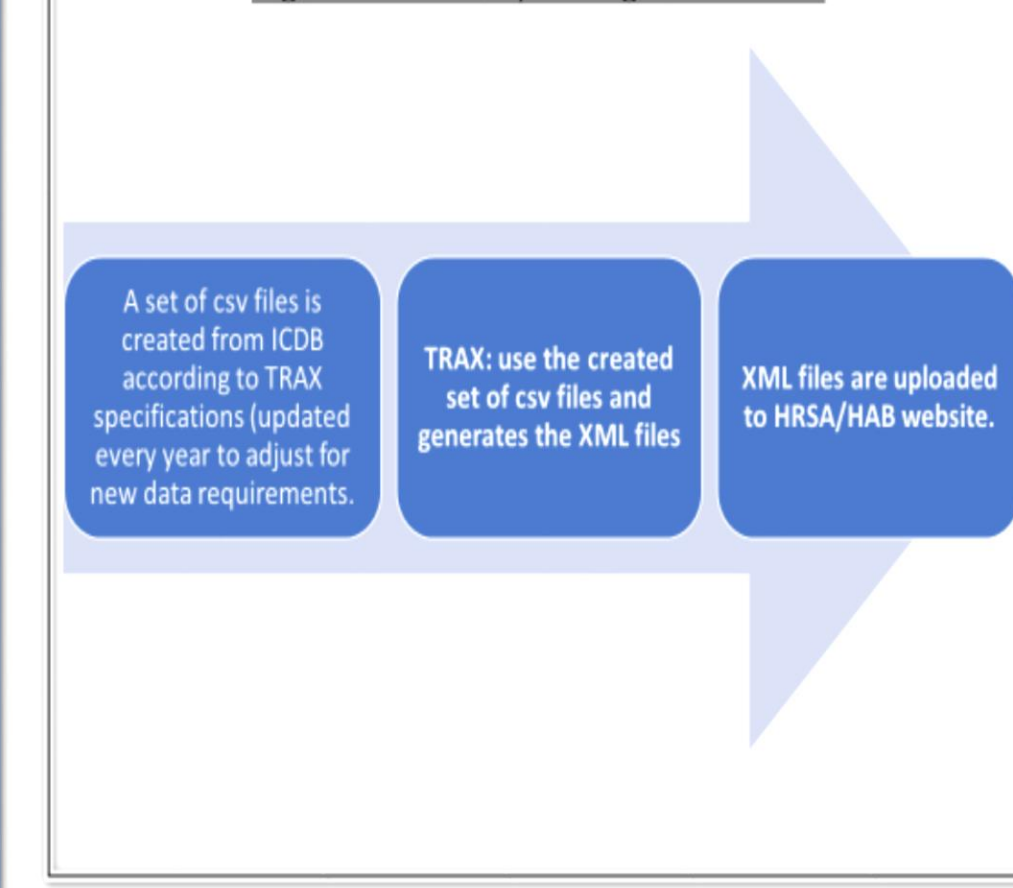 A set of csv files is
created from ICDB
according to TRAX
specifications (updated
every year to adjust for
new data requirements.
TRAX: use the created
set of csv files and
generates the XML files
XML files are uploaded
to HRSA/HAB website.